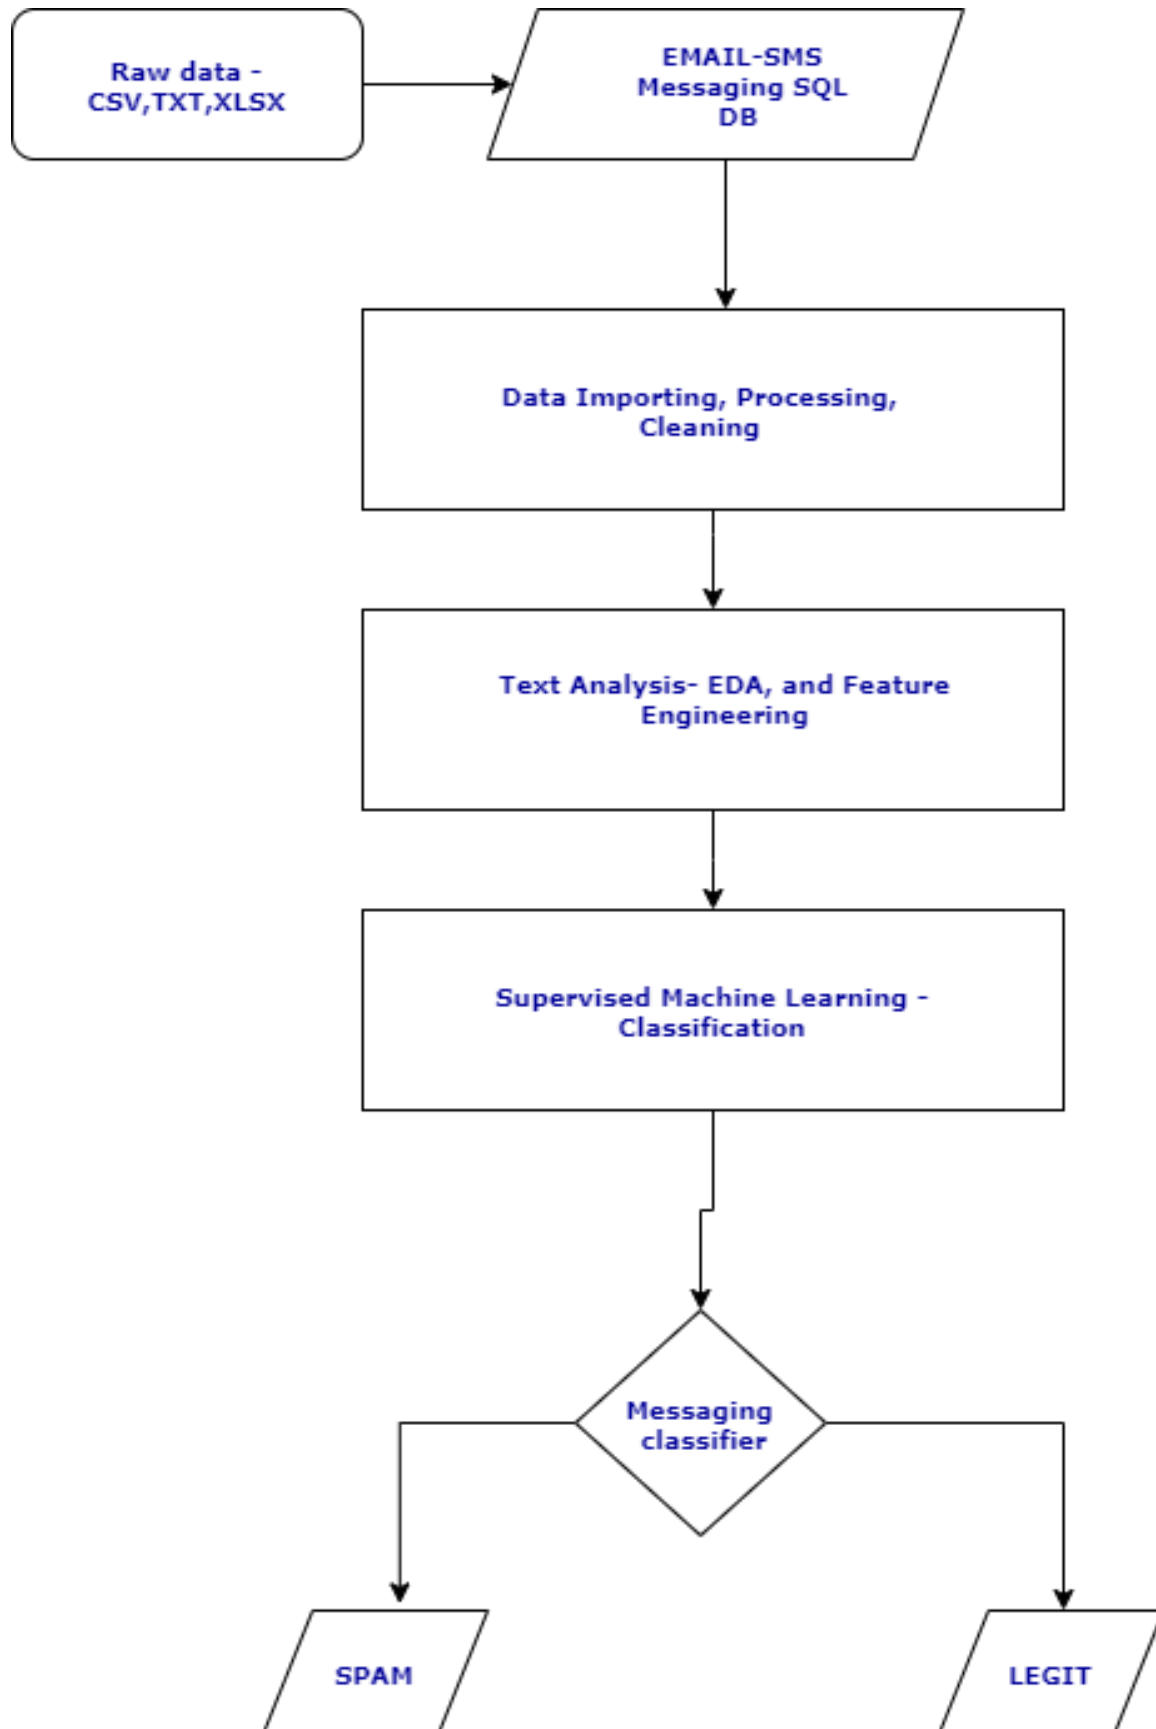 Raw data -
CSV,TXT,XLSX
EMAIL-SMS
Messaging SQL
DB
Data Importing, Processing,
Cleaning
Text Analysis- EDA, and Feature
Engineering
Supervised Machine Learning -
Classification
Messaging
classifier
SPAM
LEGIT